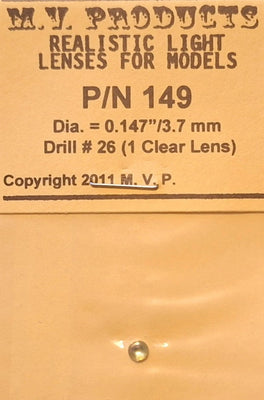 M.V. PRODUCTS
REALISTIC LIGHT
LENSES FOR MODELS
P/N 149
Dia. = 0.147”/3.7 mm
Drill # 26 (1 Clear Lens)
Copyright 2011 M. V. P.